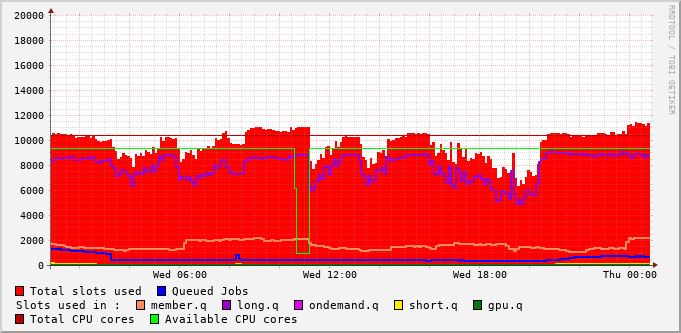 20000
18000
16000
14000
12000
10000
8000
6000
4000
2000
0
Wed 06:00 Wed 12:00 Wed 18:00 Thu 00:00
RRDTOOL / TOBI OETIKER
Total slots used Queued Jobs
Slots used in : member.q long.q ondemand.q short.q gpu.q
Total CPU cores Available CPU cores